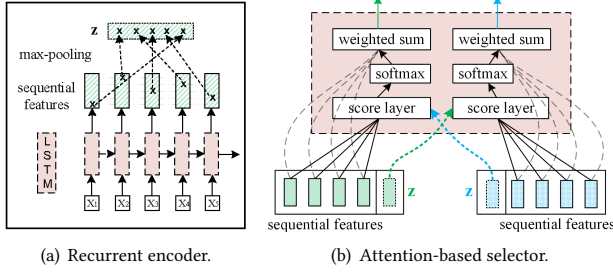 z x x x x x
max-pooling
sequential
features
x x x x x
L
S
T
M
X1 X2 X3 X4 X5
(a) Recurrent encoder.
weighted sum weighted sum
softmax softmax
score layer score layer
z z
sequential features sequential features
(b) Attention-based selector.